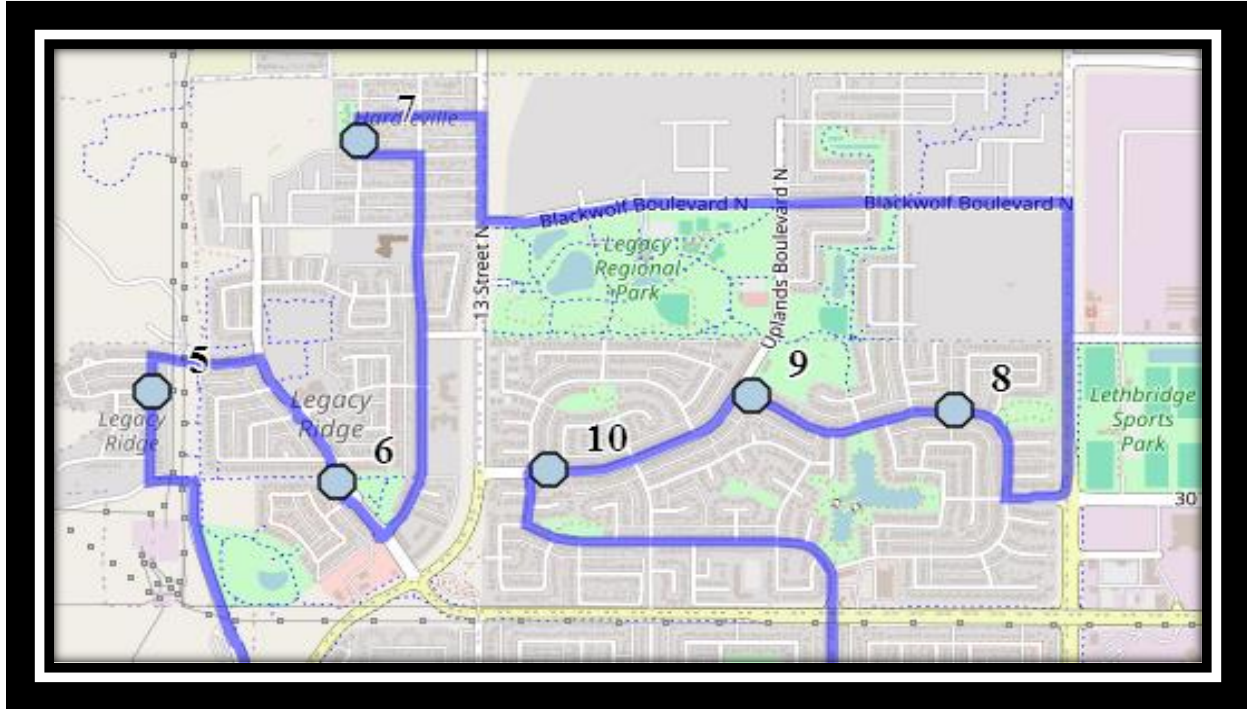 7
Hardieville
Blackwolf Boulevard N
Blackwolf Boulevard N
Legacy
Regional
Park
13 Street N
Uplands Boulevard N
5
Legacy
Ridge
Legacy
Ridge
6
9
8
10
Lethbridge
Sports
Park
30